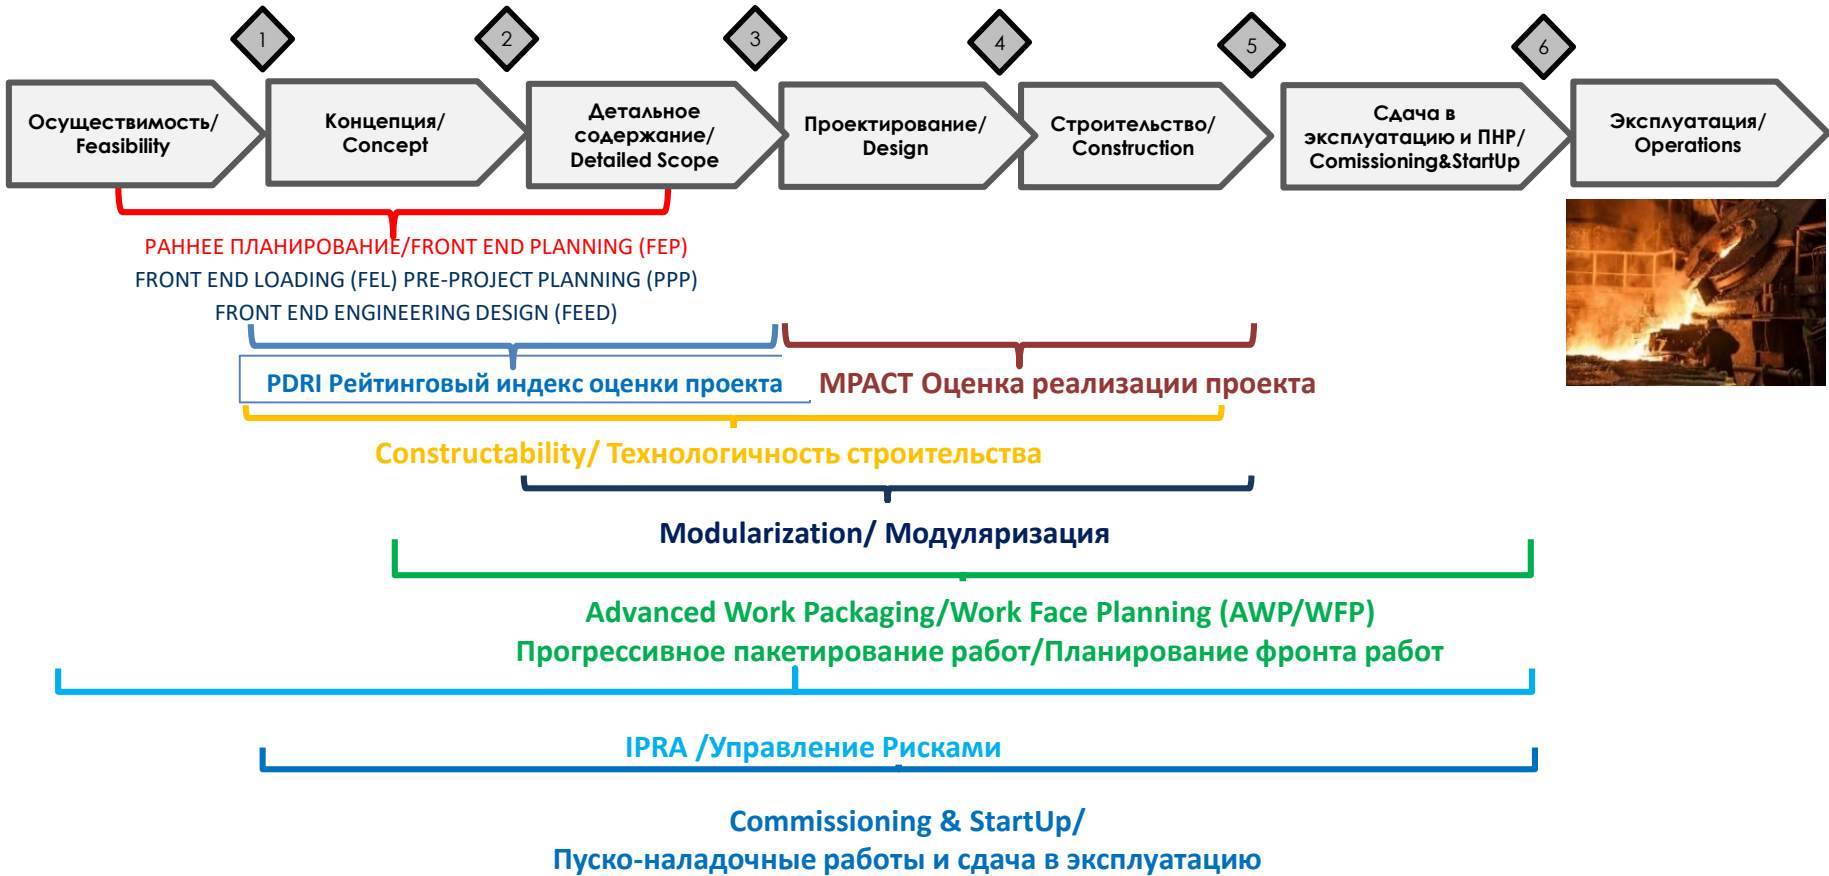 1
2
3
4
5
6
Осуществимость/
Feasibility
Концепция/
Concept
Детальное
содержание/
Detailed Scope
Проектирование/
Design
Строительство/
Construction
Сдача в
эксплуатацию и ПНР/
Comissioning&StartUp
Эксплуатация/
Operations
РАННЕЕ ПЛАНИРОВАНИЕ/FRONT END PLANNING (FEP)
FRONT END LOADING (FEL) PRE-PROJECT PLANNING (PPP)
FRONT END ENGINEERING DESIGN (FEED)
PDRI Рейтинговый индекс оценки проекта
MPACT Оценка реализации проекта
Constructability/ Технологичность строительства
Modularization/ Модуляризация
Advanced Work Packaging/Work Face Planning (AWP/WFP)
Прогрессивное пакетирование работ/Планирование фронта работ
IPRA /Управление Рисками
Commissioning & StartUp/
Пуско-наладочные работы и сдача в эксплуатацию